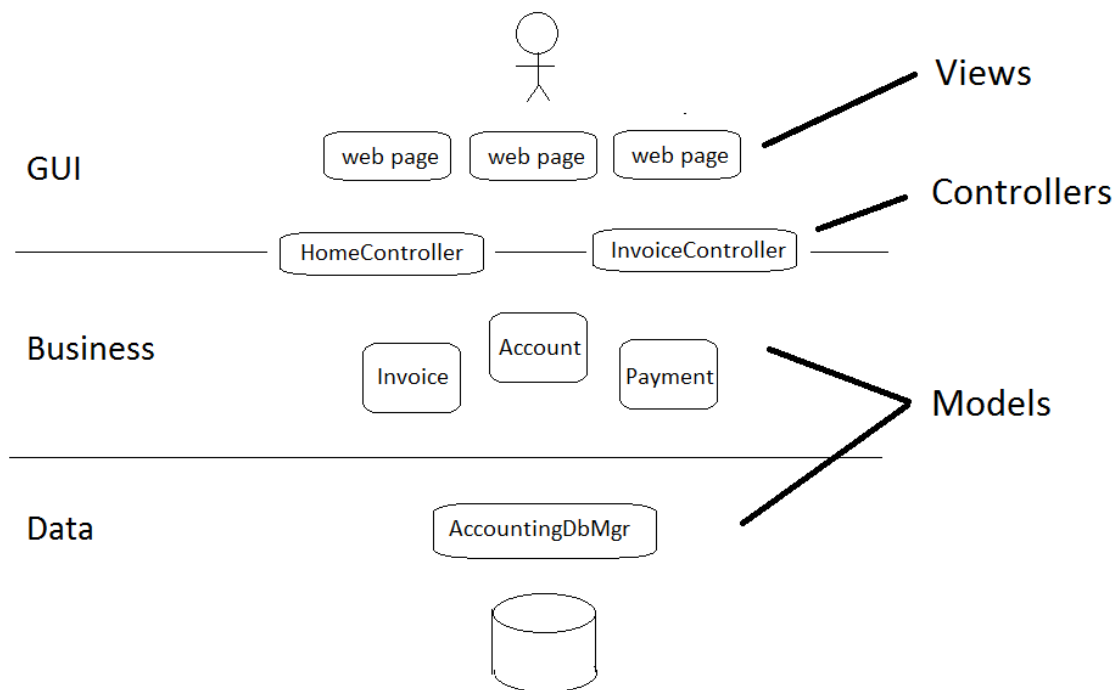 Views
web page
web page
web page
GUI
Controllers
HomeController
InvoiceController
Business
Account
Invoice
Payment
Models
Data
AccountingDbMgr